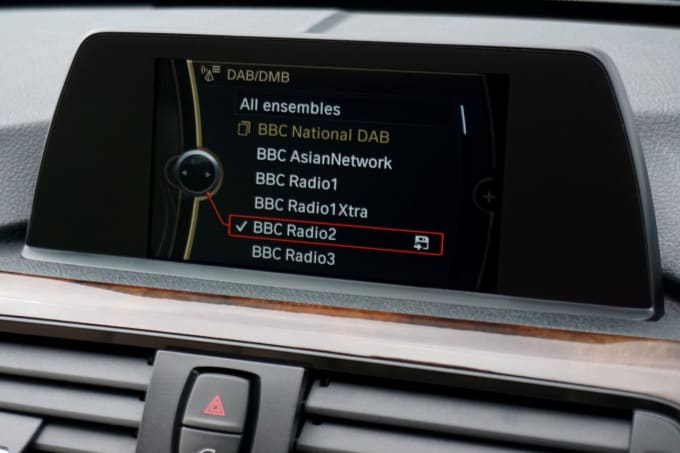 DAB/DMB
All ensembles
BBC National DAB
BBC AsianNetwork
BBC Radio1
BBC Radio1Xtra
BBC Radio2
BBC Radio3